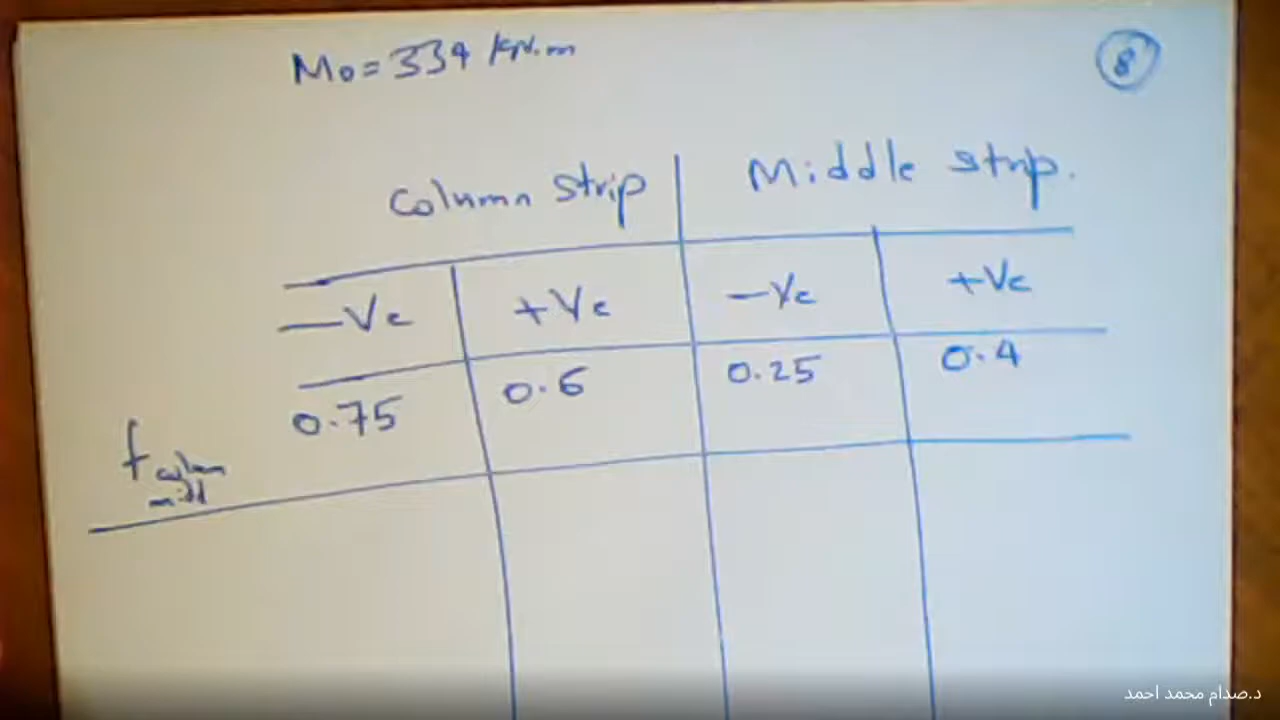 Mo = 334 kN.m
8
Column strip
Middle strip.
-Ve +Ve -Ve +Ve
0.75 0.6 0.25 0.4
f column
midd
د.صدام محمد احمد